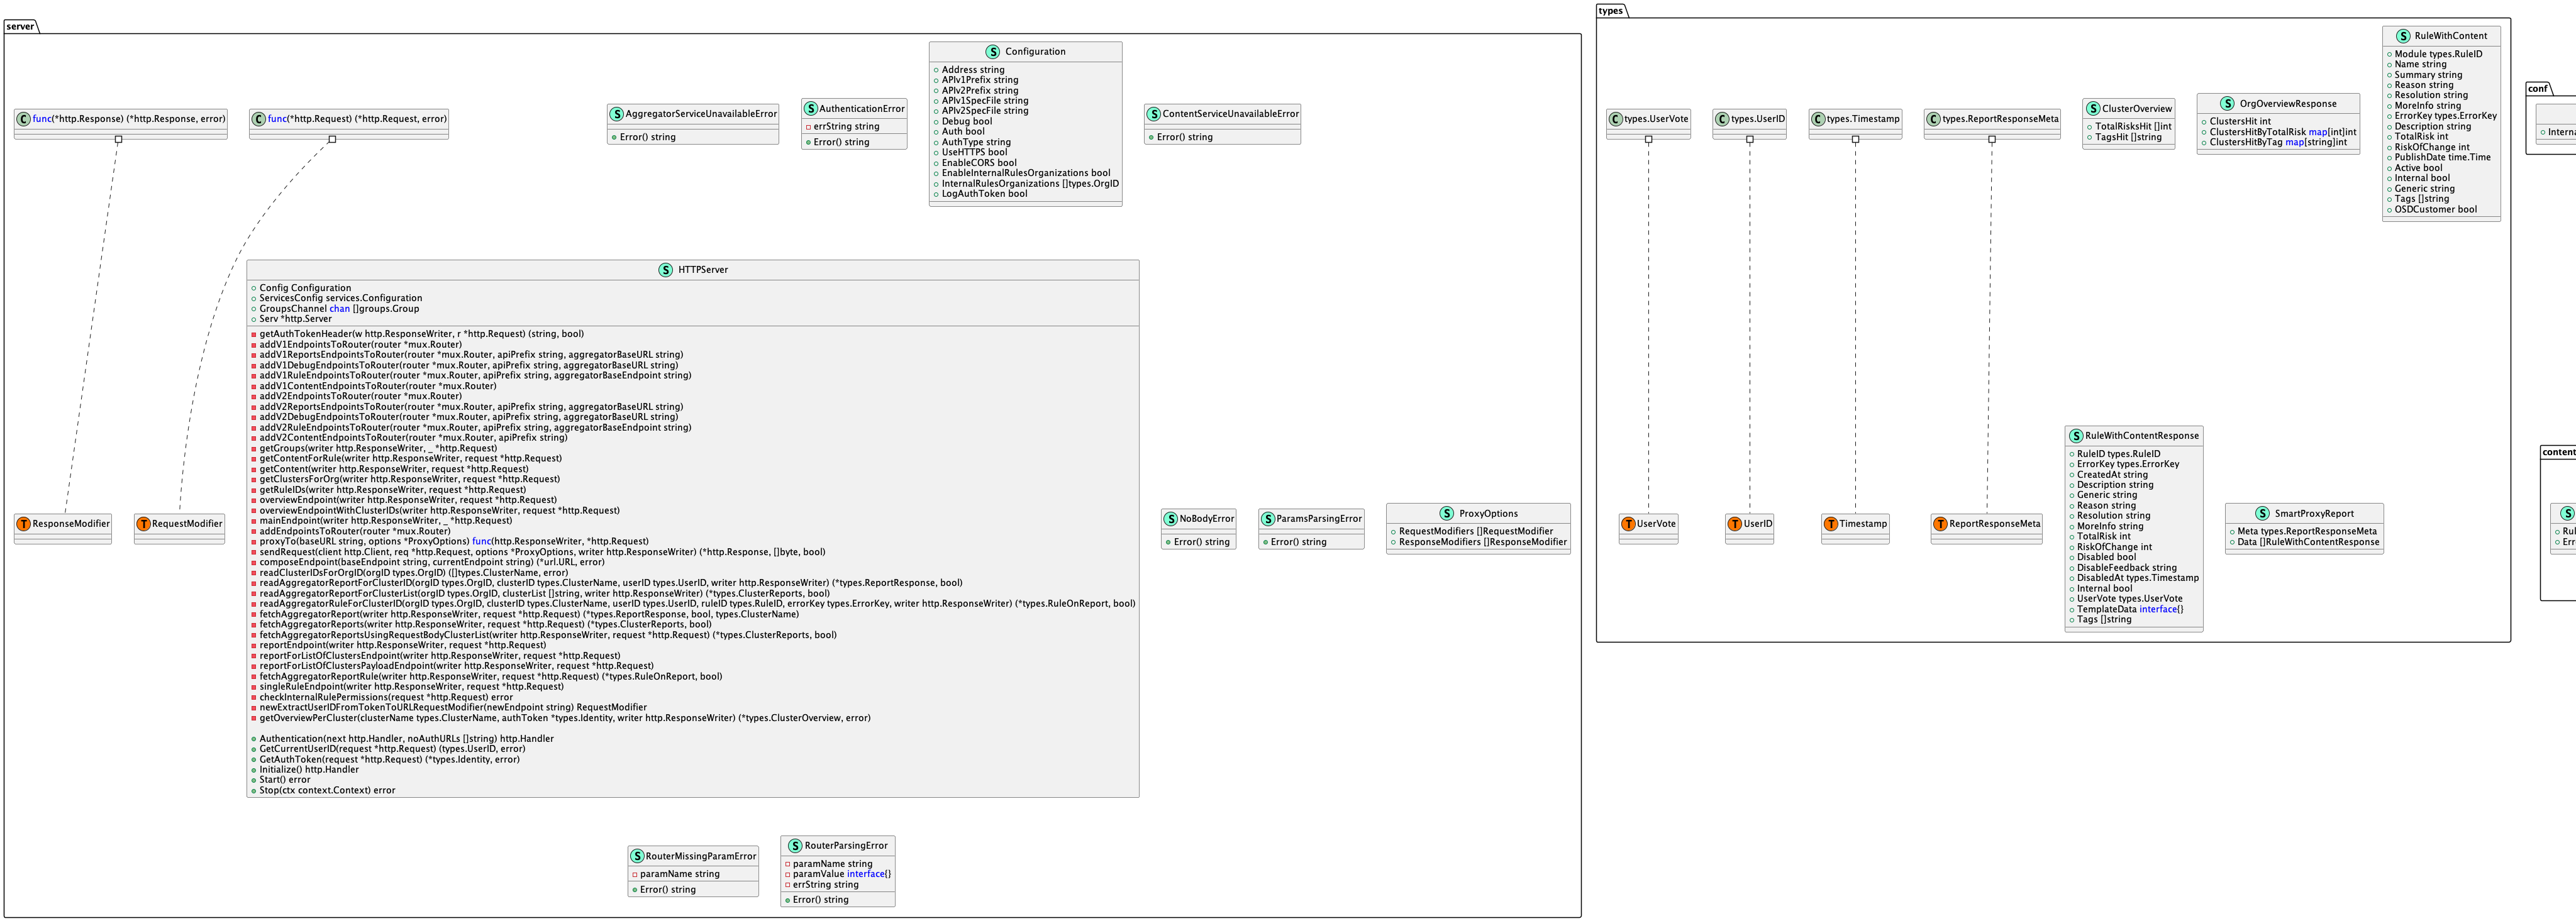 server
func(*http.Response) (*http.Response, error)
func(*http.Request) (*http.Request, error)
AggregatorServiceUnavailableError
Error() string
AuthenticationError
errString string
Error() string
Configuration
Address string
APIv1Prefix string
APIv2Prefix string
APIv1SpecFile string
APIv2SpecFile string
Debug bool
Auth bool
AuthType string
UseHTTPS bool
EnableCORS bool
EnableInternalRulesOrganizations bool
InternalRulesOrganizations []types.OrgID
LogAuthToken bool
ContentServiceUnavailableError
Error() string
HTTPServer
Config Configuration
ServicesConfig services.Configuration
GroupsChannel chan []groups.Group
Serv *http.Server
getAuthTokenHeader(w http.ResponseWriter, r *http.Request) (string, bool)
addV1EndpointsToRouter(router *mux.Router)
addV1ReportsEndpointsToRouter(router *mux.Router, apiPrefix string, aggregatorBaseURL string)
addV1DebugEndpointsToRouter(router *mux.Router, apiPrefix string, aggregatorBaseURL string)
addV1RuleEndpointsToRouter(router *mux.Router, apiPrefix string, aggregatorBaseEndpoint string)
addV1ContentEndpointsToRouter(router *mux.Router)
addV2EndpointsToRouter(router *mux.Router)
addV2ReportsEndpointsToRouter(router *mux.Router, apiPrefix string, aggregatorBaseURL string)
addV2DebugEndpointsToRouter(router *mux.Router, apiPrefix string, aggregatorBaseURL string)
addV2RuleEndpointsToRouter(router *mux.Router, apiPrefix string, aggregatorBaseEndpoint string)
addV2ContentEndpointsToRouter(router *mux.Router, apiPrefix string)
getGroups(writer http.ResponseWriter, _ *http.Request)
getContentForRule(writer http.ResponseWriter, request *http.Request)
getContent(writer http.ResponseWriter, request *http.Request)
getClustersForOrg(writer http.ResponseWriter, request *http.Request)
getRuleIDs(writer http.ResponseWriter, request *http.Request)
overviewEndpoint(writer http.ResponseWriter, request *http.Request)
overviewEndpointWithClusterIDs(writer http.ResponseWriter, request *http.Request)
mainEndpoint(writer http.ResponseWriter, _ *http.Request)
addEndpointsToRouter(router *mux.Router)
proxyTo(baseURL string, options *ProxyOptions) func(http.ResponseWriter, *http.Request)
sendRequest(client http.Client, req *http.Request, options *ProxyOptions, writer http.ResponseWriter) (*http.Response, []byte, bool)
composeEndpoint(baseEndpoint string, currentEndpoint string) (*url.URL, error)
readClusterIDsForOrgID(orgID types.OrgID) ([]types.ClusterName, error)
readAggregatorReportForClusterID(orgID types.OrgID, clusterID types.ClusterName, userID types.UserID, writer http.ResponseWriter) (*types.ReportResponse, bool)
readAggregatorReportForClusterList(orgID types.OrgID, clusterList []string, writer http.ResponseWriter) (*types.ClusterReports, bool)
readAggregatorRuleForClusterID(orgID types.OrgID, clusterID types.ClusterName, userID types.UserID, ruleID types.RuleID, errorKey types.ErrorKey, writer http.ResponseWriter) (*types.RuleOnReport, bool)
fetchAggregatorReport(writer http.ResponseWriter, request *http.Request) (*types.ReportResponse, bool, types.ClusterName)
fetchAggregatorReports(writer http.ResponseWriter, request *http.Request) (*types.ClusterReports, bool)
fetchAggregatorReportsUsingRequestBodyClusterList(writer http.ResponseWriter, request *http.Request) (*types.ClusterReports, bool)
reportEndpoint(writer http.ResponseWriter, request *http.Request)
reportForListOfClustersEndpoint(writer http.ResponseWriter, request *http.Request)
reportForListOfClustersPayloadEndpoint(writer http.ResponseWriter, request *http.Request)
fetchAggregatorReportRule(writer http.ResponseWriter, request *http.Request) (*types.RuleOnReport, bool)
singleRuleEndpoint(writer http.ResponseWriter, request *http.Request)
checkInternalRulePermissions(request *http.Request) error
newExtractUserIDFromTokenToURLRequestModifier(newEndpoint string) RequestModifier
getOverviewPerCluster(clusterName types.ClusterName, authToken *types.Identity, writer http.ResponseWriter) (*types.ClusterOverview, error)
Authentication(next http.Handler, noAuthURLs []string) http.Handler
GetCurrentUserID(request *http.Request) (types.UserID, error)
GetAuthToken(request *http.Request) (*types.Identity, error)
Initialize() http.Handler
Start() error
Stop(ctx context.Context) error
ResponseModifier
RequestModifier
NoBodyError
Error() string
ParamsParsingError
Error() string
ProxyOptions
RequestModifiers []RequestModifier
ResponseModifiers []ResponseModifier
RouterMissingParamError
paramName string
Error() string
RouterParsingError
paramName string
paramValue interface{}
errString string
Error() string
types
types.UserVote
types.UserID
types.Timestamp
types.ReportResponseMeta
ClusterOverview
TotalRisksHit []int
TagsHit []string
OrgOverviewResponse
ClustersHit int
ClustersHitByTotalRisk map[int]int
ClustersHitByTag map[string]int
RuleWithContent
Module types.RuleID
Name string
Summary string
Reason string
Resolution string
MoreInfo string
ErrorKey types.ErrorKey
Description string
TotalRisk int
RiskOfChange int
PublishDate time.Time
Active bool
Internal bool
Generic string
Tags []string
OSDCustomer bool
UserVote
UserID
Timestamp
ReportResponseMeta
RuleWithContentResponse
RuleID types.RuleID
ErrorKey types.ErrorKey
CreatedAt string
Description string
Generic string
Reason string
Resolution string
MoreInfo string
TotalRisk int
RiskOfChange int
Disabled bool
DisableFeedback string
DisabledAt types.Timestamp
Internal bool
UserVote types.UserVote
TemplateData interface{}
Tags []string
SmartProxyReport
Meta types.ReportResponseMeta
Data []RuleWithContentResponse
conf
Interna
content
Rul
Err